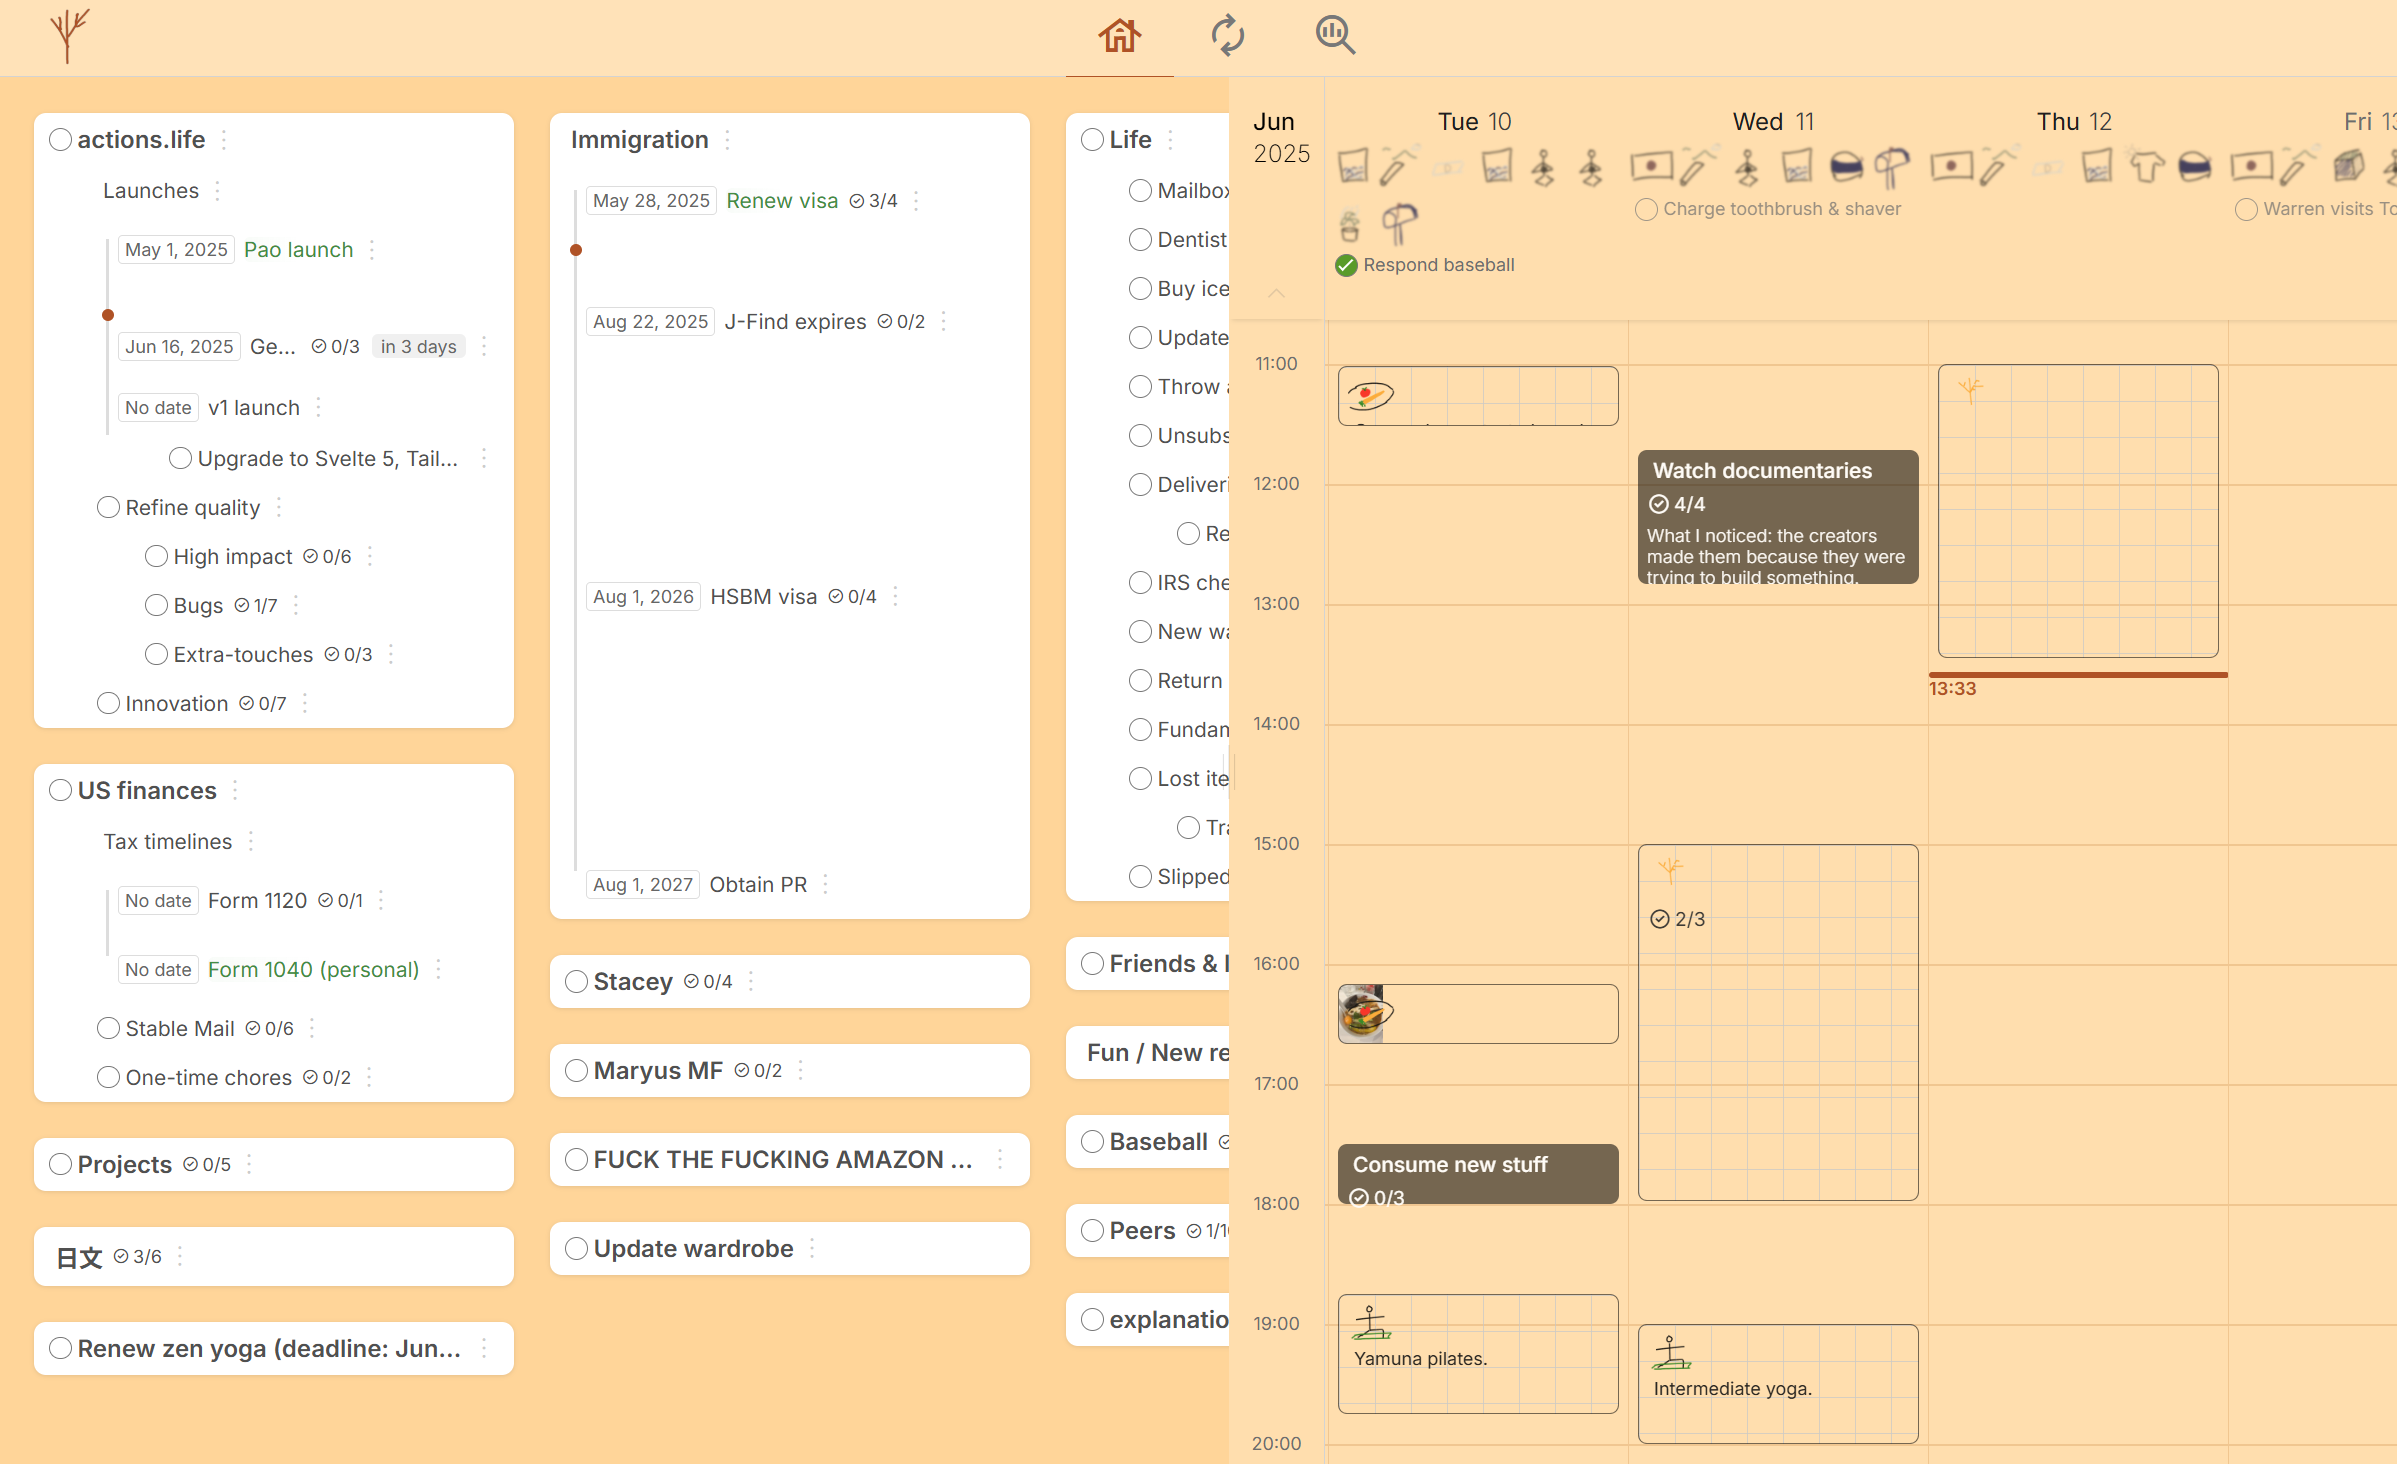 actions.life
Launches
May 1, 2025 Pao launch
Jun 16, 2025 Ge... 0/3 in 3 days
No date v1 launch
Upgrade to Svelte 5, Tail...
Refine quality
High impact 0/6
Bugs 1/7
Extra-touches 0/3
Innovation 0/7
US finances
Tax timelines
No date Form 1120 0/1
No date Form 1040 (personal)
Stable Mail 0/6
One-time chores 0/2
Projects 0/5
日文 3/6
Renew zen yoga (deadline: Jun...
Immigration
May 28, 2025 Renew visa 3/4
Aug 22, 2025 J-Find expires 0/2
Aug 1, 2026 HSBM visa 0/4
Aug 1, 2027 Obtain PR
Stacey 0/4
Maryus MF 0/2
FUCK THE FUCKING AMAZON ...
Update wardrobe
Life
Mailbox
Dentist
Buy ice
Update
Throw
Unsubs
Deliveri
Re
IRS che
New wa
Return
Fundam
Lost ite
Tra
Slipped
Friends &
Fun / New re
Baseball
Peers 1/1
explanatio
Jun
2025
Tue 10
Wed 11
Thu 12
Fri 13
Charge toothbrush & shaver
Warren visits To
Respond baseball
11:00
12:00
13:00
14:00
15:00
16:00
17:00
18:00
19:00
20:00
Consume new stuff
0/3
Yamuna pilates.
Watch documentaries
4/4
What I noticed: the creators
made them because they were
trying to build something.
2/3
Intermediate yoga.
13:33